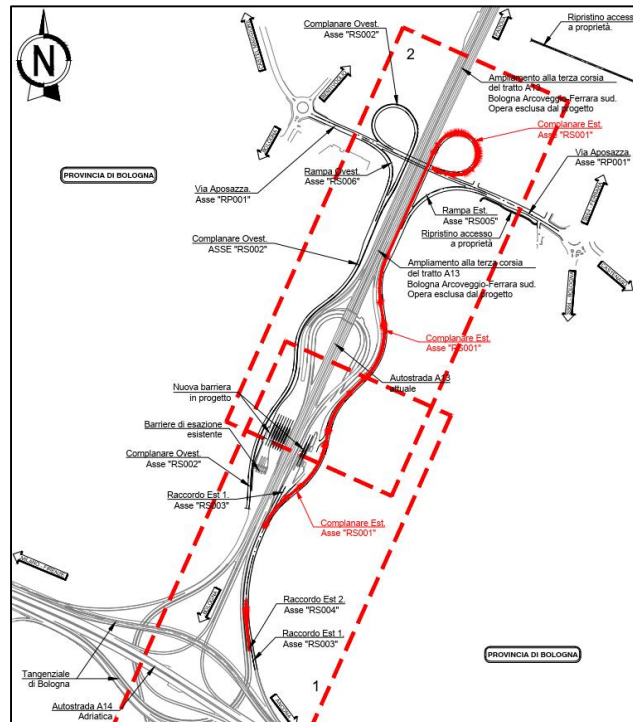 Complanare Ovest.
Asse "RS002"
2
Ripristino accesso
a proprietà.
N
Ampliamento alla terza corsia
del tratto A13
Bologna Arcoveggio-Ferrara sud.
Opera esclusa dal progetto
Complanare Est.
Asse "RS001"
PROVINCIA DI BOLOGNA
Rampa Ovest.
Asse "RS006"
Via Aposazza.
Asse "RP001"
Via Aposazza.
Asse "RP001"
Rampa Est.
Asse "RS005"
Ripristino accesso
a proprietà
Complanare Ovest.
ASSE "RS002"
Ampliamento alla terza corsia
del tratto A13
Bologna Arcoveggio-Ferrara sud.
Opera esclusa dal progetto
Complanare Est.
Asse "RS001"
Nuova barriera
in progetto
Autostrada A13
attuale
Barriere di esazione
esistente
Complanare Ovest.
Asse "RS002"
Raccordo Est 1.
Asse "RS003"
Complanare Est.
Asse "RS001"
Raccordo Est 2.
Asse "RS004"
Raccordo Est 1.
Asse "RS003"
PROVINCIA DI BOLOGNA
Tangenziale
di Bologna
Autostrada A14
Adriatica
1